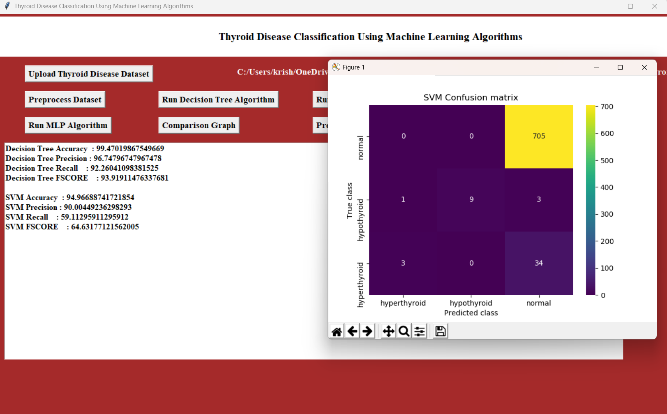 Thyroid Disease Classification Using Machine Learning Algorithms
Thyroid Disease Classification Using Machine Learning Algorithms
Upload Thyroid Disease Dataset
C:/Users/krish/OneDriv
Preprocess Dataset
Run Decision Tree Algorithm
Run MLP Algorithm
Comparison Graph
Decision Tree Accuracy : 99.47019867549669
Decision Tree Precision : 96.74796747967478
Decision Tree Recall : 92.26041098381525
Decision Tree FSCORE : 93.91911476337681
SVM Accuracy : 94.96688741721854
SVM Precision : 90.00449236298293
SVM Recall : 59.11295911295912
SVM FSCORE : 64.63177121562005
Figure 1
SVM Confusion matrix
True class
normal
hypothyroid
hyperthyroid
0 0 705
1 9 3
3 0 34
hyperthyroid hypothyroid normal
Predicted class
700
600
500
400
300
200
100
0